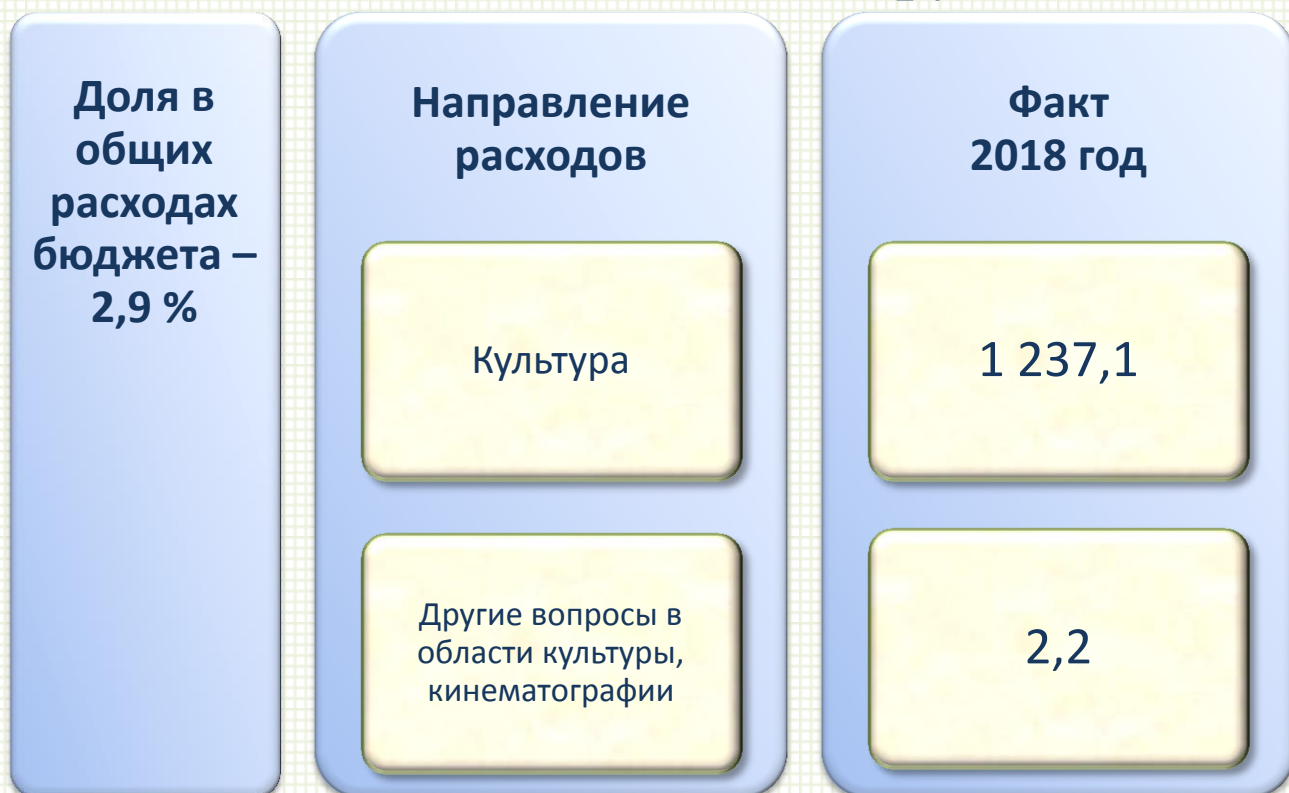 Доля в
общих
расходах
бюджета –
2,9 %
Направление
расходов
Культура
Другие вопросы в
области культуры,
кинематографии
Факт
2018 год
1 237,1
2,2